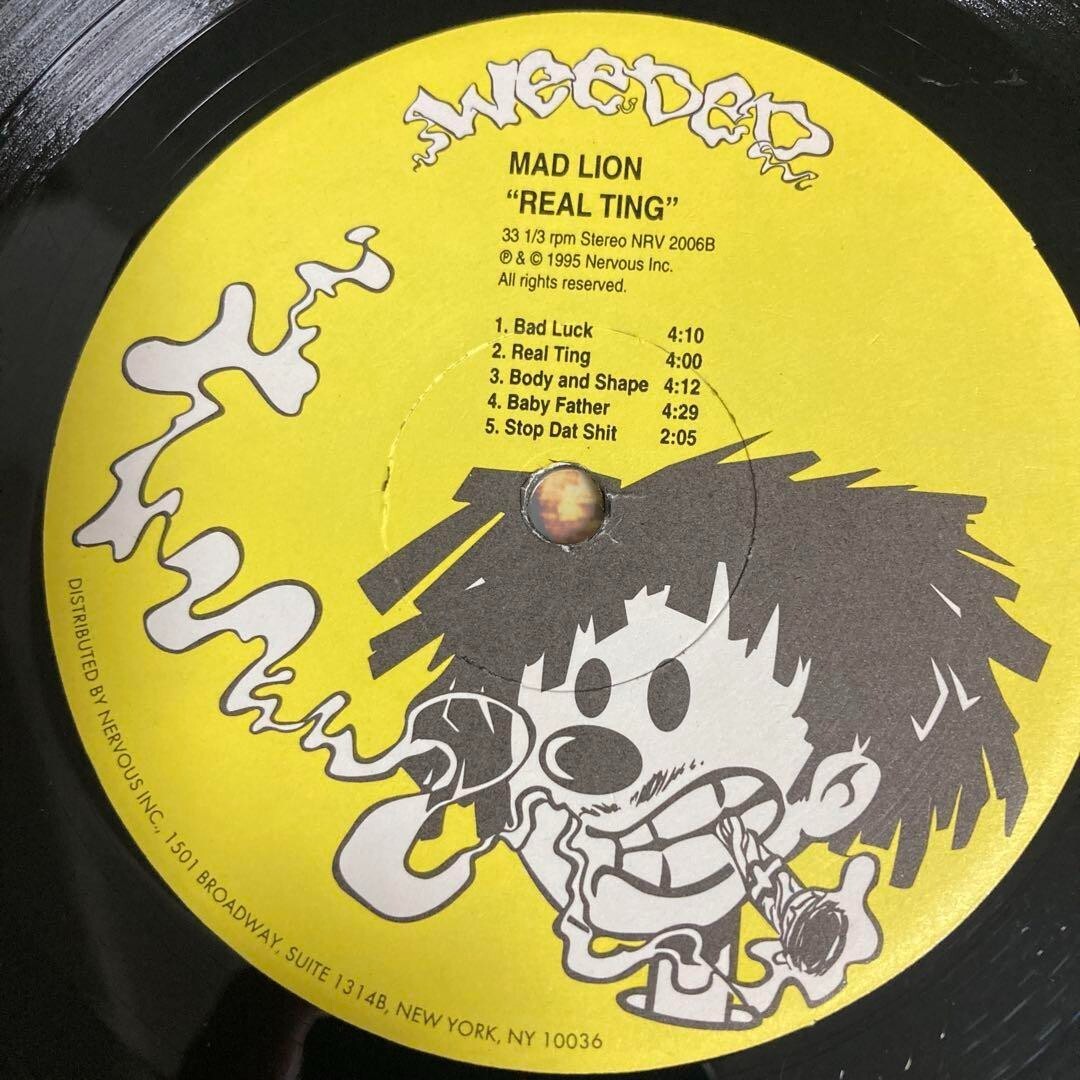 WEEDED
MAD LION
“REAL TING”
33 1/3 rpm Stereo NRV 2006B
℗ & © 1995 Nervous Inc.
All rights reserved.
1. Bad Luck 4:10
2. Real Ting 4:00
3. Body and Shape 4:12
4. Baby Father 4:29
5. Stop Dat Shit 2:05
DISTRIBUTED BY NERVOUS INC., 1501 BROADWAY, SUITE 1314B, NEW YORK, NY 10036